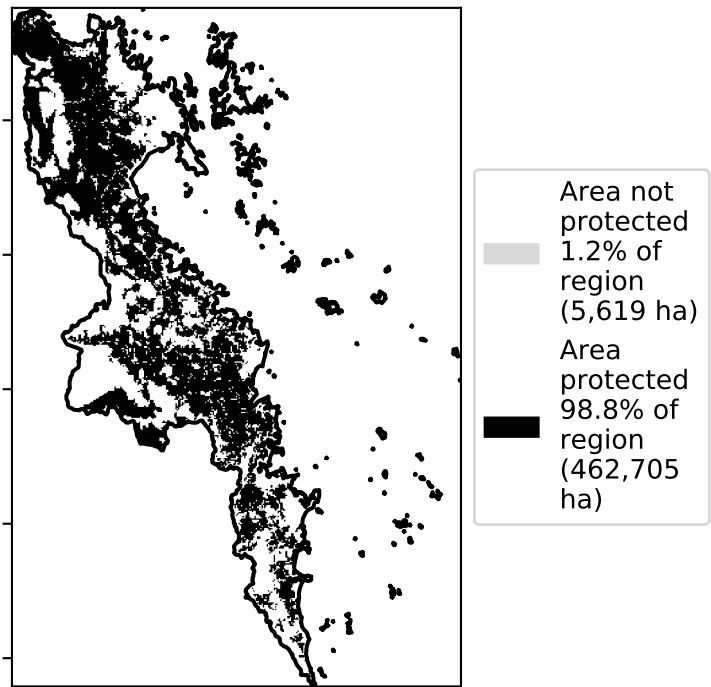 Area not
protected
1.2% of
region
(5,619 ha)
Area
protected
98.8% of
region
(462,705
ha)